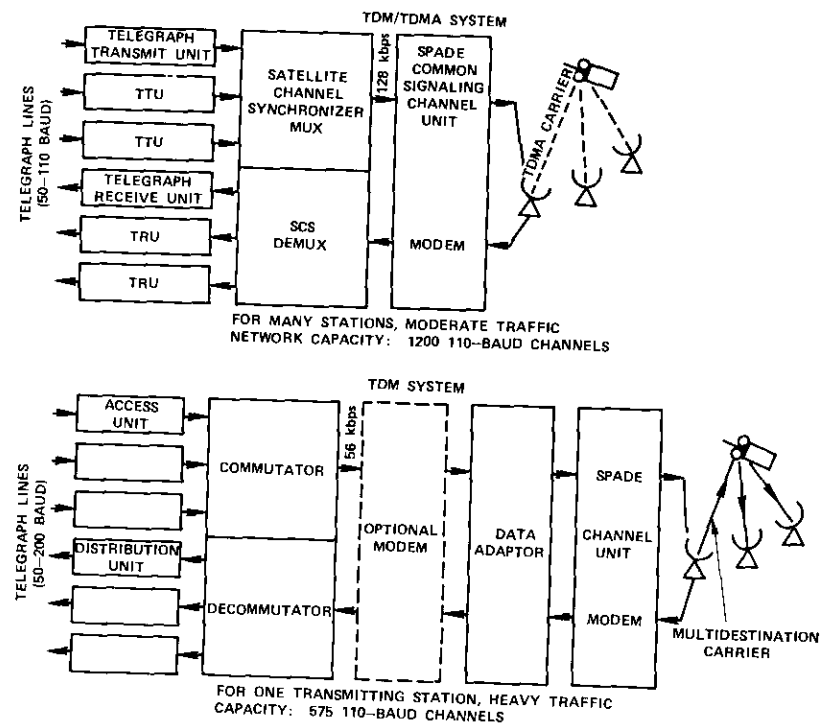 TDM/TDMA SYSTEM
TELEGRAPH LINES
(50–110 BAUD)
TELEGRAPH
TRANSMIT UNIT
TTU
TTU
TELEGRAPH
RECEIVE UNIT
TRU
TRU
SATELLITE
CHANNEL
SYNCHRONIZER
MUX
SCS
DEMUX
128 kbps
SPADE
COMMON
SIGNALING
CHANNEL
UNIT
MODEM
TDMA CARRIER
FOR MANY STATIONS, MODERATE TRAFFIC
NETWORK CAPACITY: 1200 110–BAUD CHANNELS
TDM SYSTEM
TELEGRAPH LINES
(50–200 BAUD)
ACCESS
UNIT
DISTRIBUTION
UNIT
COMMUTATOR
DECOMMUTATOR
56 kbps
OPTIONAL
MODEM
DATA
ADAPTOR
SPADE
CHANNEL
UNIT
MODEM
MULTIDESTINATION
CARRIER
FOR ONE TRANSMITTING STATION, HEAVY TRAFFIC
CAPACITY: 575 110–BAUD CHANNELS